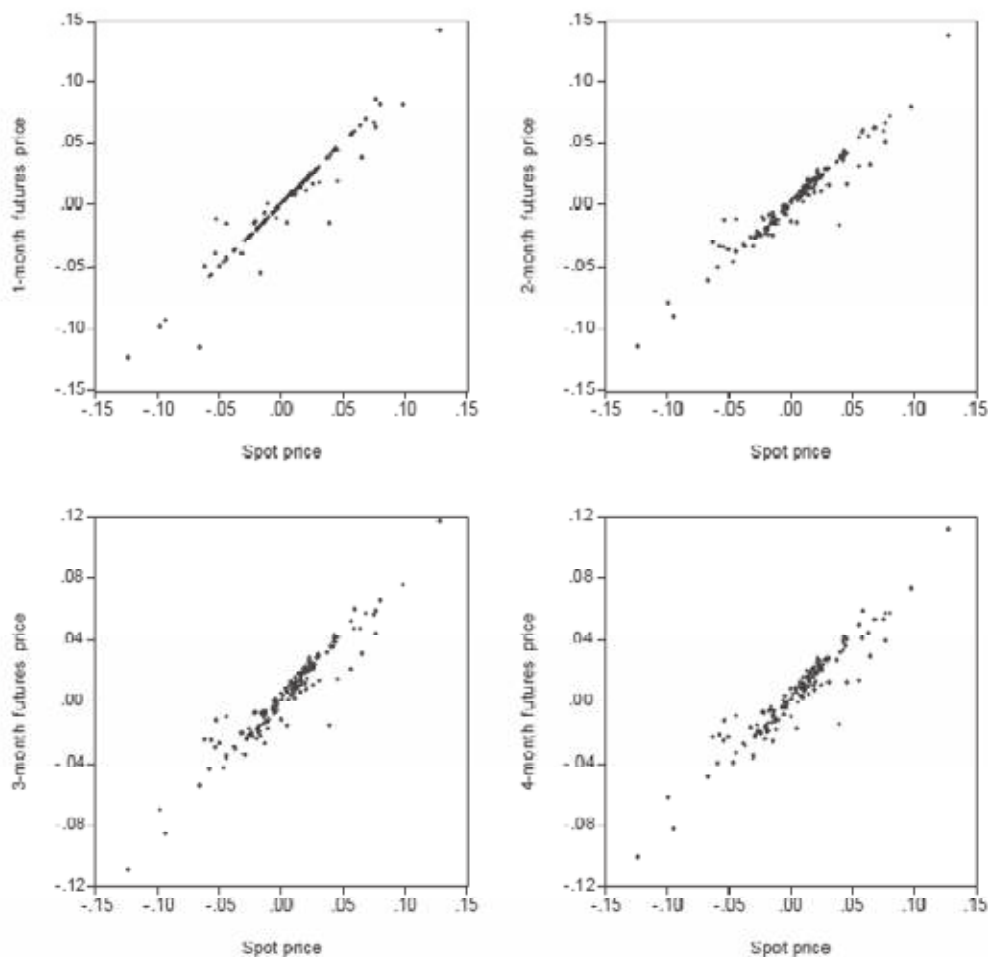 .15 .15
.10 .10
.05 .05
.00 .00
-.05 -.05
-.10 -.10
-.15 -.15
1-month futures price 2-month futures price
-.15 -.10 -.05 .00 .05 .10 .15 -.15 -.10 -.05 .00 .05 .10 .15
Spot price Spot price
.12 .12
.08 .08
.04 .04
.00 .00
-.04 -.04
-.08 -.08
-.12 -.12
3-month futures price 4-month futures price
-.15 -.10 -.05 .00 .05 .10 .15 -.15 -.10 -.05 .00 .05 .10 .15
Spot price Spot price